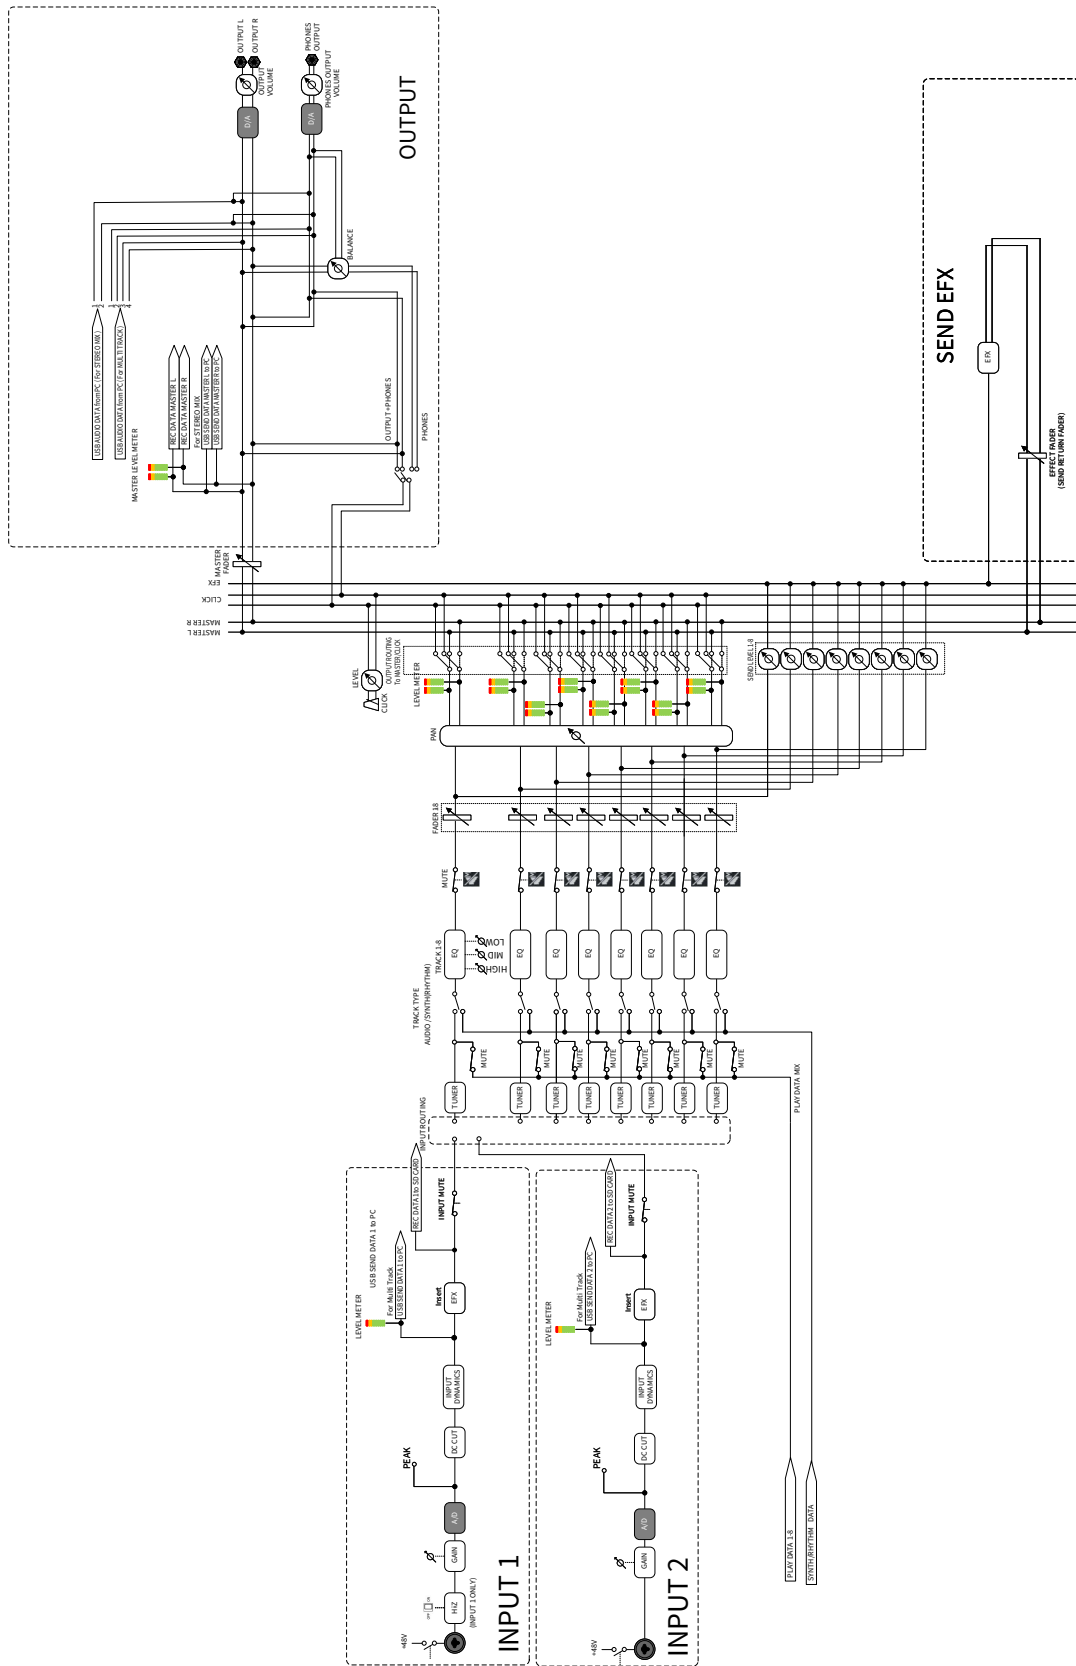 OUTPUT L
OUTPUT R
OUTPUT
VOLUME
D/A
PHONES
OUTPUT
PHONES OUTPUT
VOLUME
D/A
OUTPUT
BALANCE
1
2
USB AUDIO DATA from PC (For STEREO MIX)
1
2
3
4
USB AUDIO DATA from PC (For MULTI TRACK)
MASTER LEVEL METER
REC DATA MASTER L
REC DATA MASTER R
For STEREO MIX
USB SEND DATA MASTER L to PC
USB SEND DATA MASTER R to PC
OUTPUT+PHONES
PHONES
MASTER
FADER
EFX
CLICK
MASTER R
MASTER L
SEND EFX
EFX
EFFECT FADER
(SEND RETURN FADER)
LEVEL
CLICK
OUTPUT ROUTING
To MASTER/CLICK
LEVEL METER
SEND LEVEL 1-8
PAN
FADER 1-8
MUTE
TRACK 1-8
EQ
EQ
EQ
EQ
EQ
EQ
EQ
EQ
LOW
MID
HIGH
TRACK TYPE
AUDIO / SYNTH(RHYTHM)
MUTE
MUTE
MUTE
MUTE
MUTE
MUTE
MUTE
MUTE
TUNER
TUNER
TUNER
TUNER
TUNER
TUNER
TUNER
TUNER
PLAY DATA MIX
INPUT ROUTING
REC DATA 1 to SD CARD
INPUT MUTE
USB SEND DATA 1 to PC
For Multi Track
USB SEND DATA 1 to PC
LEVEL METER
Insert
EFX
INPUT
DYNAMICS
DC CUT
PEAK
A/D
GAIN
OFF ON
HiZ
(INPUT 1 ONLY)
+48V
INPUT 1
REC DATA 2 to SD CARD
INPUT MUTE
For Multi Track
USB SEND DATA 2 to PC
LEVEL METER
Insert
EFX
INPUT
DYNAMICS
DC CUT
PEAK
A/D
GAIN
+48V
INPUT 2
PLAY DATA 1-8
SYNTH/RHYTHM DATA